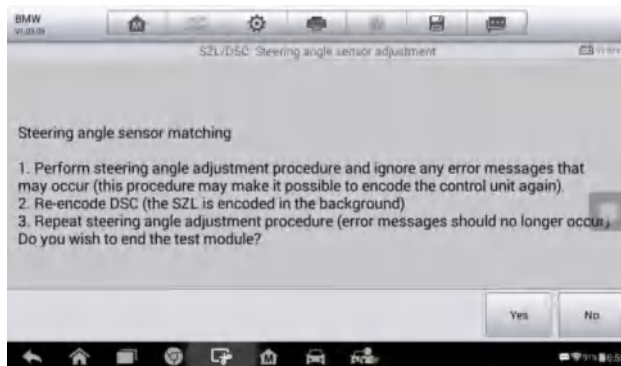 BMW
V1.03.09
SZL/DSC: Steering angle sensor adjustment
Steering angle sensor matching
1. Perform steering angle adjustment procedure and ignore any error messages that
may occur (this procedure may make it possible to encode the control unit again).
2. Re-encode DSC (the SZL is encoded in the background)
3. Repeat steering angle adjustment procedure (error messages should no longer occur)
Do you wish to end the test module?
Yes
No